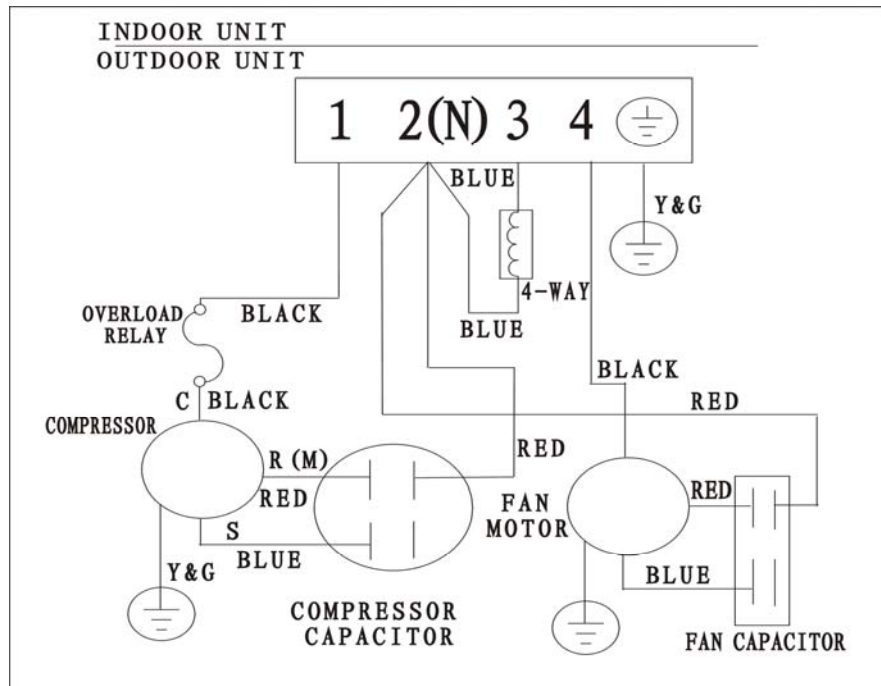 INDOOR UNIT
OUTDOOR UNIT
1 2(N) 3 4
BLUE
Y&G
4-WAY
OVERLOAD
RELAY
BLACK
BLUE
C BLACK
BLACK
RED
COMPRESSOR
R (M)
RED
RED
FAN
MOTOR
RED
S
BLUE
Y&G
BLUE
COMPRESSOR
CAPACITOR
FAN CAPACITOR